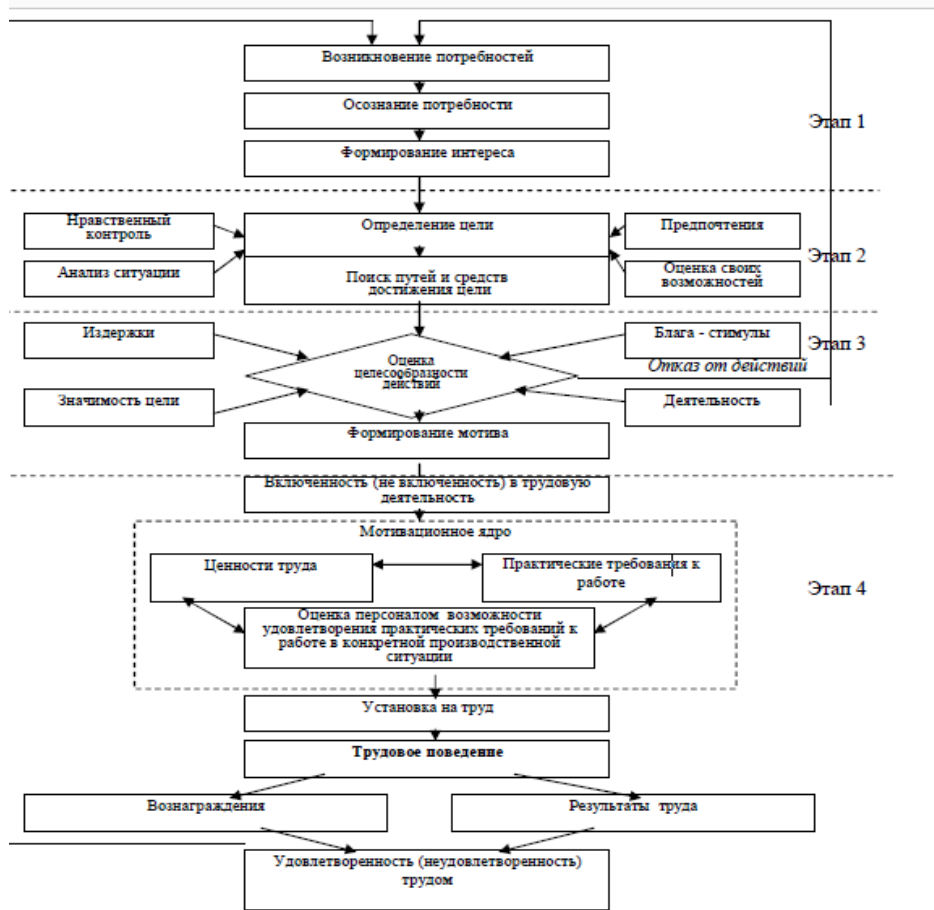 Возникновение потребностей
Осознание потребности
Этап 1
Формирование интереса
Нравственный
контроль
Определение цели
Предпочтения
Этап 2
Анализ ситуации
Поиск путей и средств
достижения цели
Оценка своих
возможностей
Издержки
Блага - стимулы
Этап 3
Оценка
целесообразности
действий
Отказ от действий
Значимость цели
Деятельность
Формирование мотива
Включенность (не включенность) в трудовую
деятельность
Мотивационное ядро
Ценности труда
Практические требования к
работе
Этап 4
Оценка персоналом возможности
удовлетворения практических требований к
работе в конкретной производственной
ситуации
Установка на труд
Трудовое поведение
Вознаграждения
Результаты труда
Удовлетворенность (неудовлетворенность)
трудом